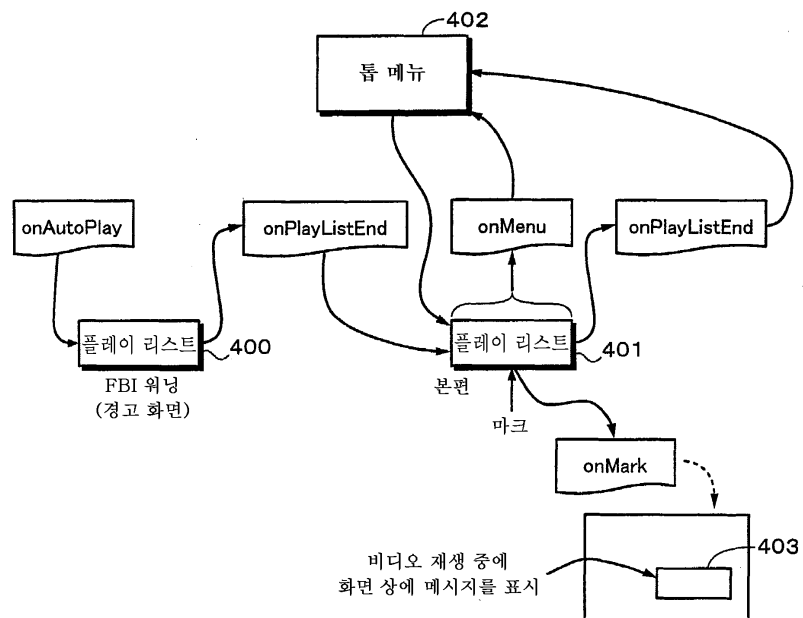 402
톱 메뉴
onAutoPlay
onPlayListEnd
onMenu
onPlayListEnd
플레이 리스트
400
FBI 워닝
(경고 화면)
플레이 리스트
401
본편
마크
onMark
비디오 재생 중에
화면 상에 메시지를 표시
403